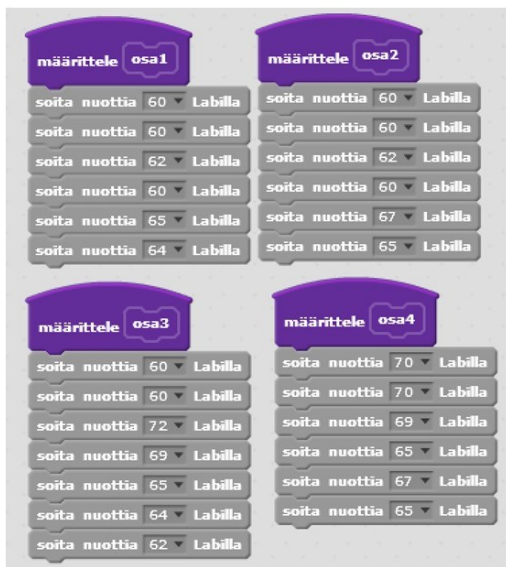 määrittele osa1
soita nuottia 60 Labilla
soita nuottia 60 Labilla
soita nuottia 62 Labilla
soita nuottia 60 Labilla
soita nuottia 65 Labilla
soita nuottia 64 Labilla
määrittele osa2
soita nuottia 60 Labilla
soita nuottia 60 Labilla
soita nuottia 62 Labilla
soita nuottia 60 Labilla
soita nuottia 67 Labilla
soita nuottia 65 Labilla
määrittele osa3
soita nuottia 60 Labilla
soita nuottia 60 Labilla
soita nuottia 72 Labilla
soita nuottia 69 Labilla
soita nuottia 65 Labilla
soita nuottia 64 Labilla
soita nuottia 62 Labilla
määrittele osa4
soita nuottia 70 Labilla
soita nuottia 70 Labilla
soita nuottia 69 Labilla
soita nuottia 65 Labilla
soita nuottia 67 Labilla
soita nuottia 65 Labilla